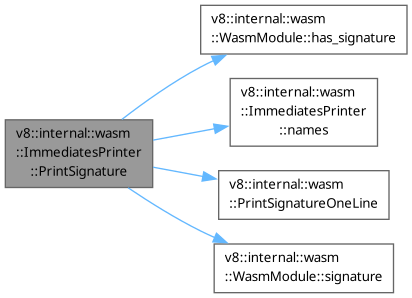 v8::internal::wasm
::ImmediatesPrinter
::PrintSignature
v8::internal::wasm
::WasmModule::has_signature
v8::internal::wasm
::ImmediatesPrinter
::names
v8::internal::wasm
::PrintSignatureOneLine
v8::internal::wasm
::WasmModule::signature